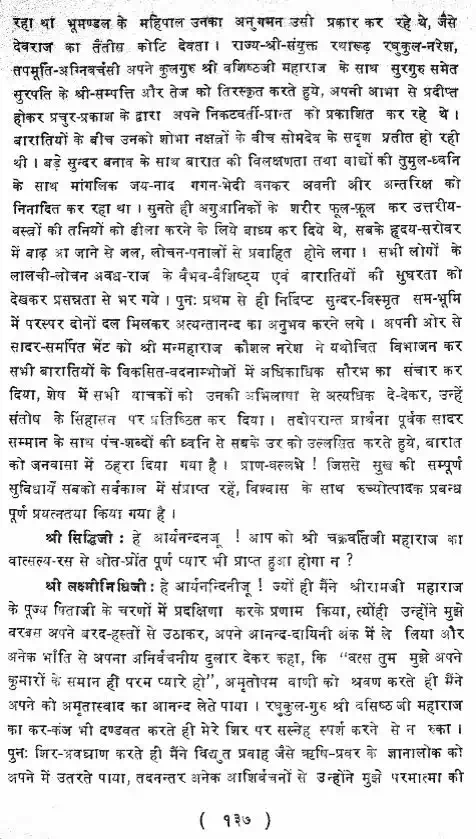 रहा था भूमण्डल के महिपाल उनका अनुगमन उसी प्रकार कर रहे थे, जैसे
देवराज का तैंतीस कोटि देवता । राज्य-श्री-संयुक्त रथारूढ़ रघुकुल-नरेश,
तपमूर्ति-अग्निवर्चसी अपने कुलगुरु श्री वशिष्ठजी महाराज के साथ सुरगुरु समेत
सुरपति के श्री-सम्पत्ति और तेज को तिरस्कृत करते हुये, अपनी आभा से प्रदीप्त
होकर प्रचुर-प्रकाश के द्वारा अपने निकटवर्ती-प्रान्त को प्रकाशित कर रहे थे ।
बारातियों के बीच उनको शोभा नक्षत्रों के बीच सोमदेव के सदृश प्रतीत हो रही
थी । बड़े सुन्दर बनाव के साथ बारात की विलक्षणता तथा वाद्यों की तुमुल-ध्वनि
के साथ मांगलिक जय-नाद गगन-भेदी बनकर अवनी और अन्तरिक्ष को
निनादित कर रहा था । सुनते ही अगुआनिकों के शरीर फूल-फूल कर उत्तरीय-
वस्त्रों की तनियों को ढीला करने के लिये बाध्य कर दिये थे, सबके हृदय-सरोवर
में बाढ़ आ जाने से जल, लोचन-पनालों से प्रवाहित होने लगा । सभी लोगों के
लालची-लोचन अवध-राज के वैभव-वैशिष्ट्य एवं बारातियों की सुघरता को
देखकर प्रसन्नता से भर गये । पुनः प्रथम से ही निर्दिष्ट सुन्दर-विस्मृत सम-भूमि
में परस्पर दोनों दल मिलकर अत्यन्तानन्द का अनुभव करने लगे । अपनी ओर से
सादर-समर्पित भेंट को श्री मन्महाराज कौशल नरेश ने यथोचित विभाजन कर
सभी बारातियों के विकसित-वदनाम्भोजों में अधिकाधिक सौरभ का संचार कर
दिया, शेष में सभी याचकों को उनकी अभिलाषा से अत्यधिक दे-देकर, उन्हें
संतोष के सिंहासन पर प्रतिष्ठित कर दिया । तदोपरान्त प्रार्थना पूर्वक सादर
सम्मान के साथ पंच-शब्दों की ध्वनि से सबके उर को उल्लसित करते हुये, बारात
को जनवासा में ठहरा दिया गया है । प्राण-वल्लभे ! जिससे सुख की सम्पूर्ण
सुविधायें सबको सर्वकाल में संप्राप्त रहें, विश्वास के साथ रुच्योत्पादक प्रबन्ध
पूर्ण प्रयत्नतया किया गया है ।
श्री सिद्धिजी : हे आर्यनन्दनजू ! आप को श्री चक्रवर्तिजी महाराज का
वात्सल्य-रस से ओत-प्रोत पूर्ण प्यार भी प्राप्त हुआ होगा न ?
श्री लक्ष्मीनिधिजी : हे आर्यनन्दिनीजू ! ज्यों ही मैंने श्रीरामजी महाराज
के पूज्य पिताजी के चरणों में प्रदक्षिणा करके प्रणाम किया, त्योंही उन्होंने मुझे
वरबस अपने बरद-हस्तों से उठाकर, अपने आनन्द-दायिनी अंक में ले लिया और
अनेक भाँति से अपना अनिर्वचनीय दुलार देकर कहा, कि “वत्स तुम मुझे अपने
कुमारों के समान ही परम प्यारे हो”, अमृतोपम वाणी को श्रवण करते ही मैंने
अपने को अमृतास्वाद का आनन्द लेते पाया । रघुकुल-गुरु श्री वसिष्ठजी महाराज
का कर-कंज भी दण्डवत करते ही मेरे शिर पर सस्नेह स्पर्श करने से न रुका ।
पुनः शिर-अवघ्राण करते ही मैंने विद्युत प्रवाह जैसे ऋषि-प्रवर के ज्ञानालोक को
अपने में उतरते पाया, तदनन्तर अनेक आशिर्वचनों से उन्होंने मुझे परमात्मा की
( १३७ )